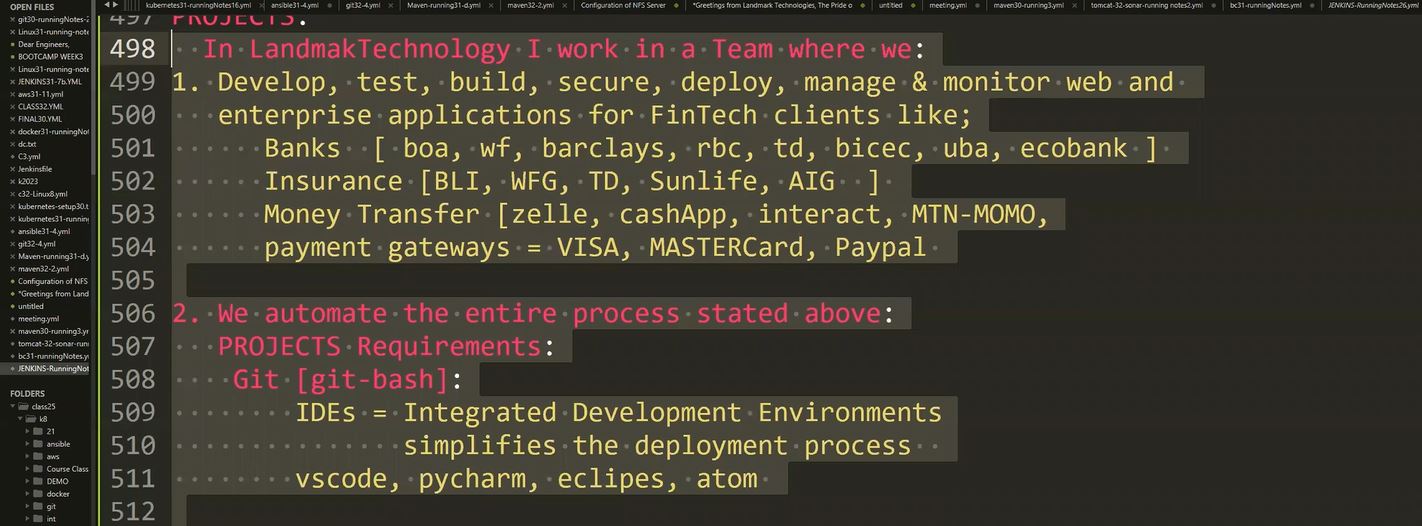 OPEN FILES
git30-runningNotes-2
Linux31-running-note
Dear Engineers,
BOOTCAMP WEEK3
Linux31-running-note
JENKINS31-7b.YML
aws31-11.yml
CLASS32.YML
FINAL30.YML
docker31-runningNot
dc.txt
C3.yml
Jenkinsfile
k2023
c32-Linux8.yml
kubernetes-setup30.t
kubernetes31-running
ansible31-4.yml
git32-4.yml
Maven-running31-d.y
maven32-2.yml
Configuration of NFS
*Greetings from Land
untitled
meeting.yml
maven30-running3.yr
tomcat-32-sonar-runn
bc31-runningNotes.yı
JENKINS-RunningNot
FOLDERS
class25
k8
21
ansible
aws
Course Class
DEMO
docker
git
int
kubernetes31-runningNotes16.yml ansible31-4.yml git32-4.yml Maven-running31-d.yml maven32-2.yml Configuration of NFS Server *Greetings from Landmark Technologies, The Pride o untitled meeting.yml maven30-running3.yml tomcat-32-sonar-running notes2.yml bc31-runningNotes.yml JENKINS-RunningNotes26.yml
497 PROJECTS:
498 In LandmakTechnology I work in a Team where we:
499 1. Develop, test, build, secure, deploy, manage & monitor web and
500 enterprise applications for FinTech clients like;
501 Banks [ boa, wf, barclays, rbc, td, bicec, uba, ecobank ]
502 Insurance [BLI, WFG, TD, Sunlife, AIG ]
503 Money Transfer [zelle, cashApp, interact, MTN-MOMO,
504 payment gateways = VISA, MASTERCard, Paypal
505
506 2. We automate the entire process stated above:
507 PROJECTS Requirements:
508 Git [git-bash]:
509 IDEs = Integrated Development Environments
510 simplifies the deployment process
511 vscode, pycharm, eclipes, atom
512